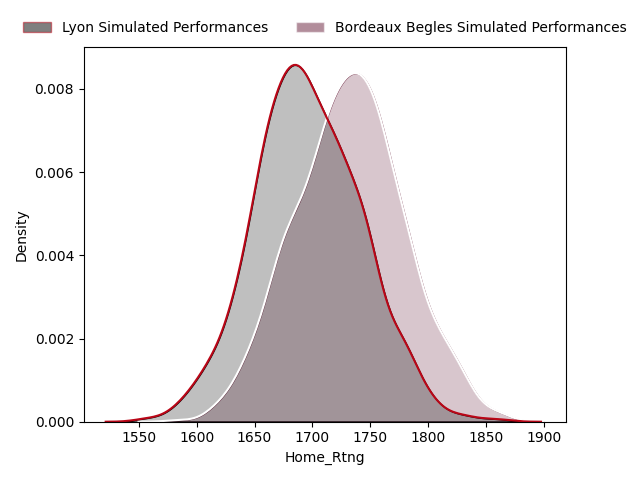 Lyon Simulated Performances Bordeaux Begles Simulated Performances
0.008
0.006
0.004
0.002
0.000
Density
1550 1600 1650 1700 1750 1800 1850 1900
Home_Rtng